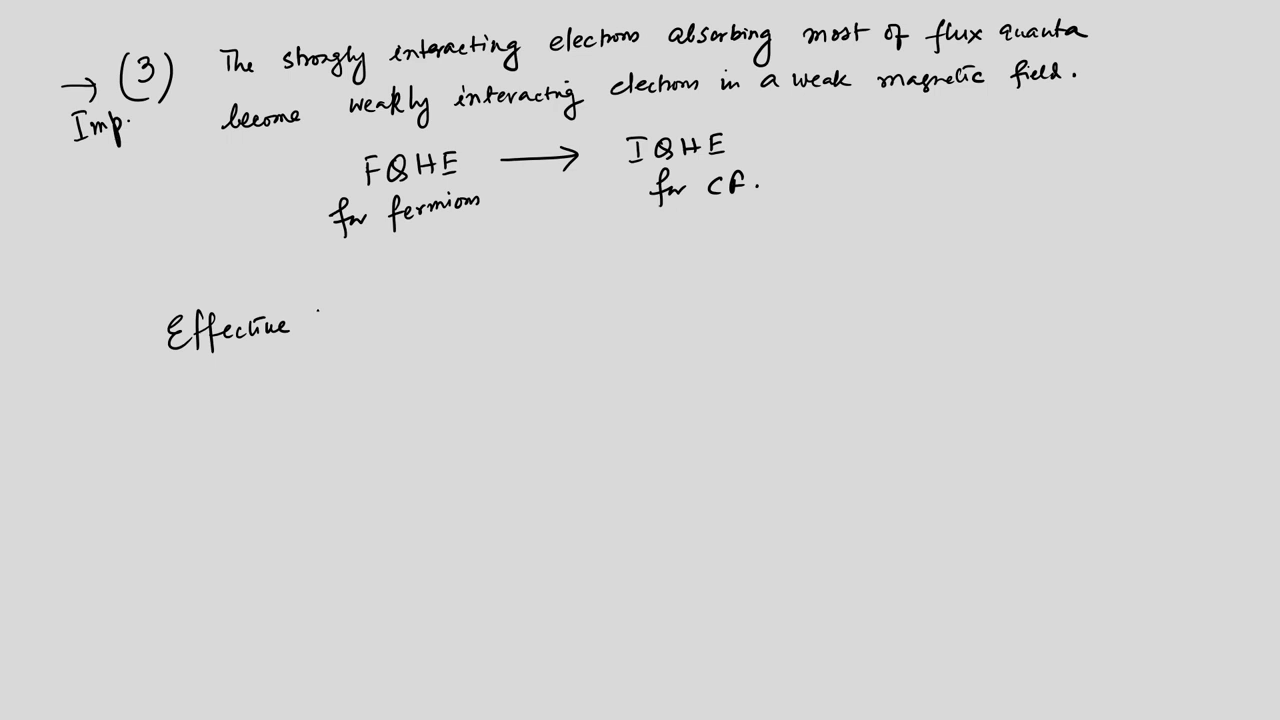 → (3) The strongly interacting electrons absorbing most of flux quanta
Imp. become weakly interacting electrons in a weak magnetic field.
FQHE → IQHE
for fermions for CF.
Effective